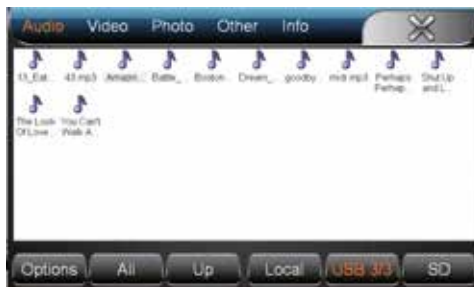 Audio Video Photo Other Info
13_Eat... 43.mp3 Amazin... Battle_... Boston... Dream_... goodby... midi.mp3 Perhaps Shut Up
Perhap... and L...
The Look You Can't
Of Love... Walk A...
Options All Up Local USB 3/3 SD